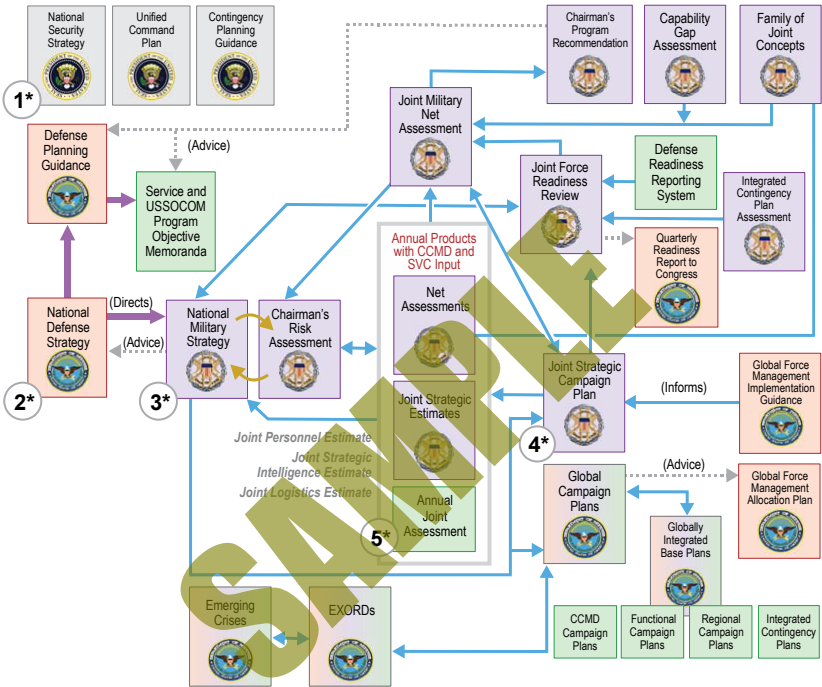 National
Security
Strategy
Unified
Command
Plan
Contingency
Planning
Guidance
1*
Chairman's
Program
Recommendation
Capability
Gap
Assessment
Family of
Joint
Concepts
Joint Military
Net
Assessment
Defense
Planning
Guidance
(Advice)
Service and
USSOCOM
Program
Objective
Memoranda
Joint Force
Readiness
Review
Defense
Readiness
Reporting
System
Integrated
Contingency
Plan
Assessment
Quarterly
Readiness
Report to
Congress
Annual Products
with CCMD and
SVC Input
Net
Assessments
National
Defense
Strategy
(Directs)
(Advice)
2*
National
Military
Strategy
3*
Chairman's
Risk
Assessment
Joint Strategic
Estimates
Joint Personnel Estimate
Joint Strategic
Intelligence Estimate
Joint Logistics Estimate
Annual
Joint
Assessment
5*
Joint Strategic
Campaign
Plan
4*
(Informs)
Global Force
Management
Implementation
Guidance
Global
Campaign
Plans
(Advice)
Global Force
Management
Allocation Plan
Globally
Integrated
Base Plans
Emerging
Crises
EXORDs
CCMD
Campaign
Plans
Functional
Campaign
Plans
Regional
Campaign
Plans
Integrated
Contingency
Plans
SAMPLE